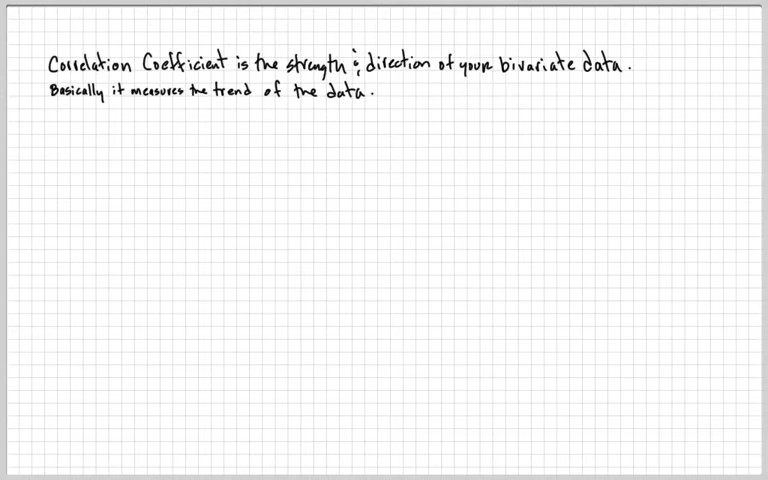 Correlation Coefficient is the strength & direction of your bivariate data.
Basically it measures the trend of the data.